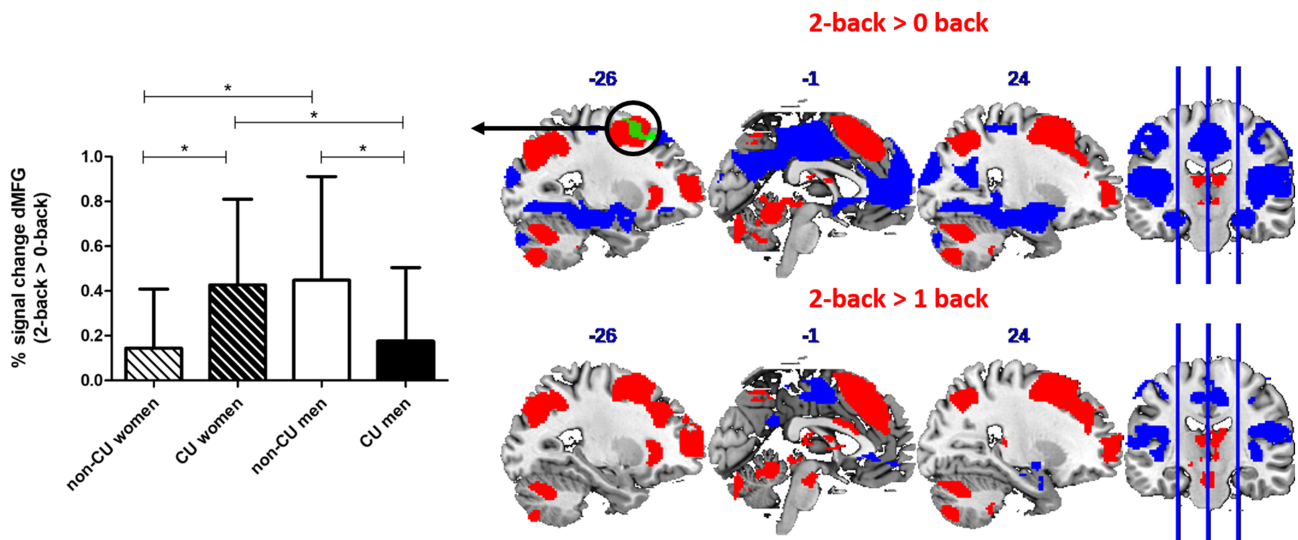 2-back > 0 back
-26
-1
24
*
*
*
*
% signal change dMFG
(2-back > 0-back)
1.0
0.8
0.6
0.4
0.2
0.0
non-CU women
CU women
non-CU men
CU men
2-back > 1 back
-26
-1
24